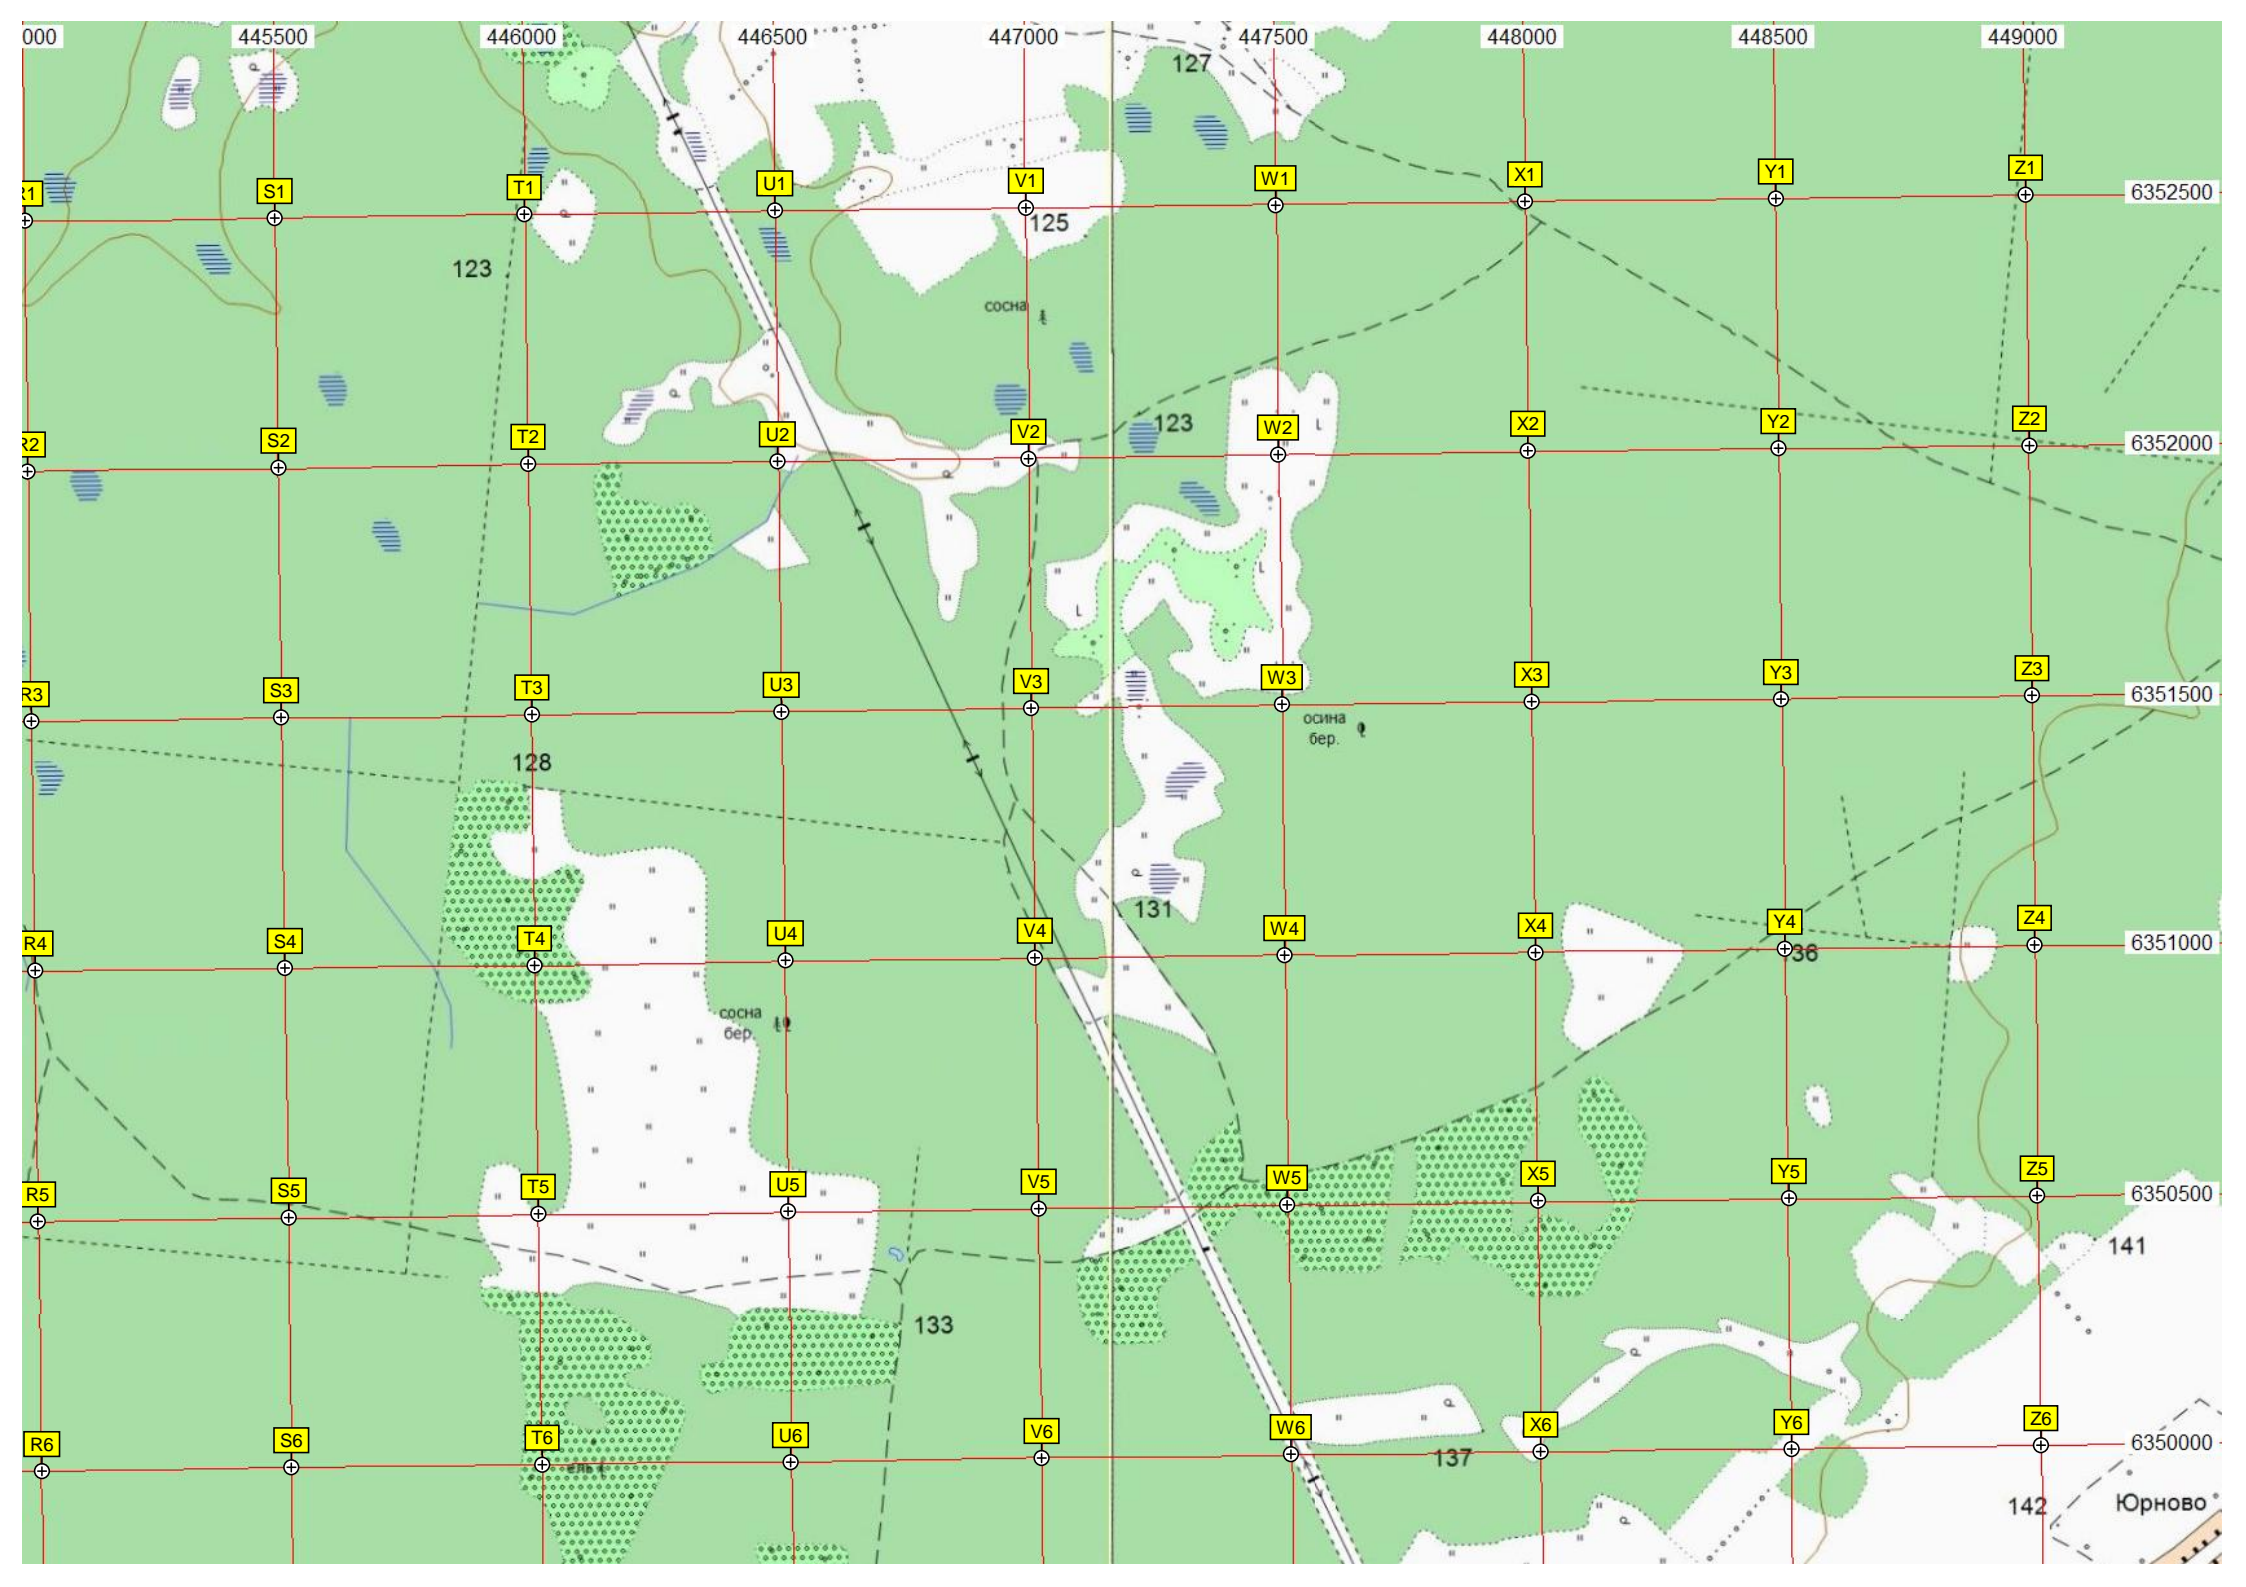 000 445500 446000 446500 447000 447500 448000 448500 449000
127
R1 S1 T1 U1 V1 W1 X1 Y1 Z1 6352500
125
123
сосна
123
R2 S2 T2 U2 V2 W2 X2 Y2 Z2 6352000
R3 S3 T3 U3 V3 W3 X3 Y3 Z3 6351500
осина
бер.
128
131
R4 S4 T4 U4 V4 W4 X4 Y4 Z4 6351000
36
сосна
бер.
R5 S5 T5 U5 V5 W5 X5 Y5 Z5 6350500
141
133
R6 S6 T6 U6 V6 W6 X6 Y6 Z6 6350000
137
ель
142 Юрново